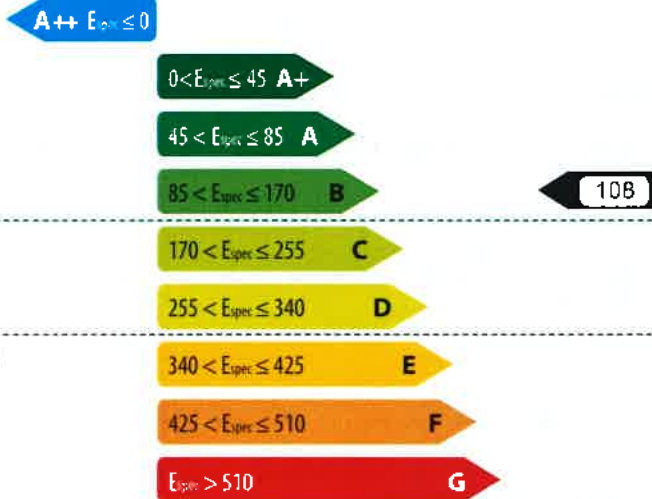 A++ Espec ≤ 0
0<Espec ≤ 45 A+
45 < Espec ≤ 85 A
85 < Espec ≤ 170 B
108
170 < Espec ≤ 255 C
255 < Espec ≤ 340 D
340 < Espec ≤ 425 E
425 < Espec ≤ 510 F
Espec > 510 G